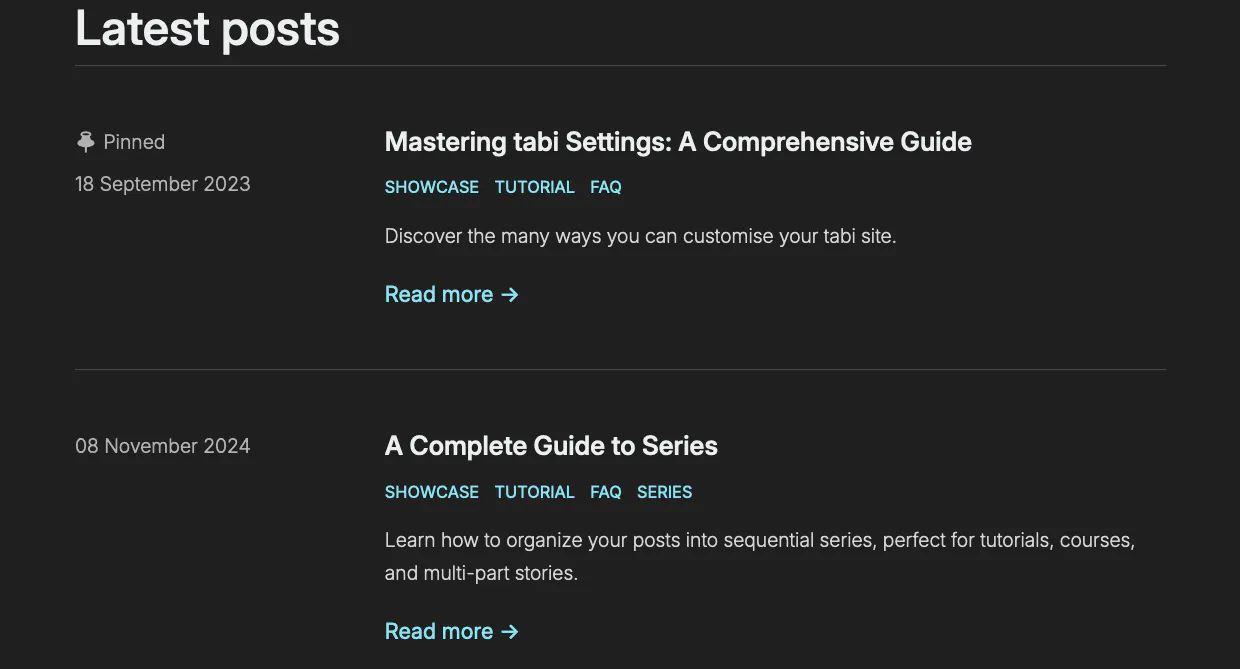 Latest posts
Pinned
18 September 2023
Mastering tabi Settings: A Comprehensive Guide
SHOWCASE TUTORIAL FAQ
Discover the many ways you can customise your tabi site.
Read more →
08 November 2024
A Complete Guide to Series
SHOWCASE TUTORIAL FAQ SERIES
Learn how to organize your posts into sequential series, perfect for tutorials, courses,
and multi-part stories.
Read more →